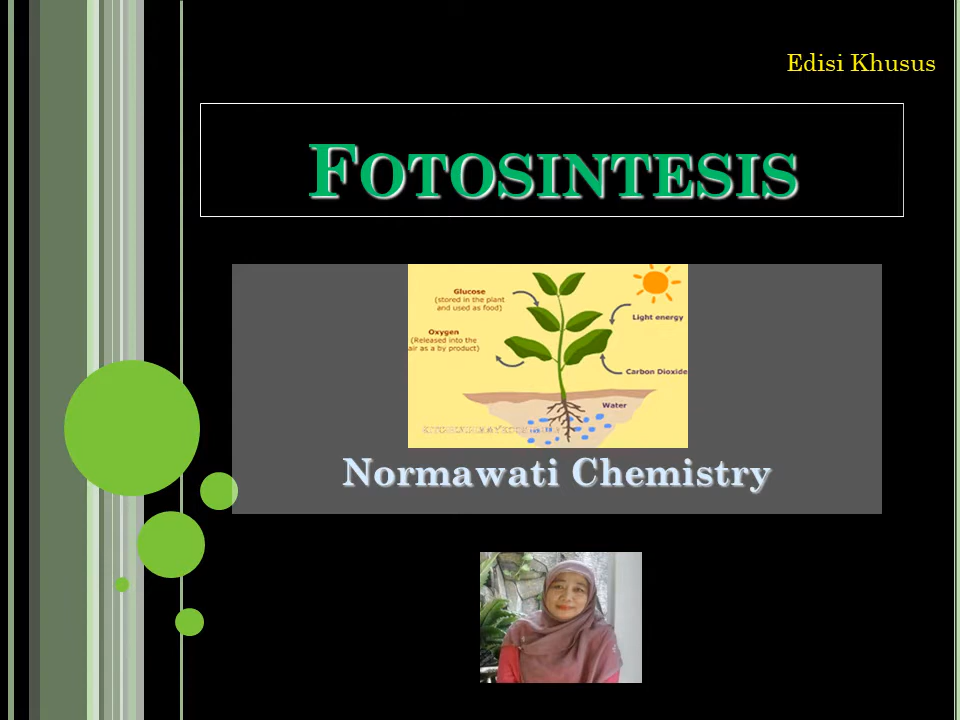 Edisi Khusus
FOTOSINTESIS
Glucose
(stored in the plant
and used as food)
Light energy
Oxygen
(Released into the
air as a by product)
Carbon Dioxide
Water
Normawati Chemistry